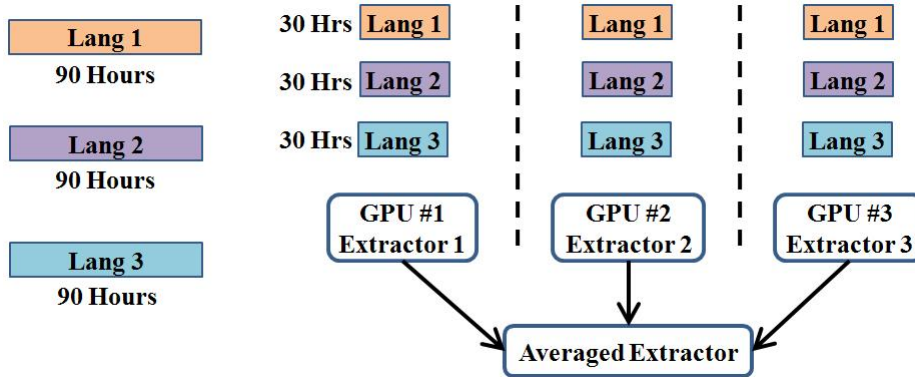 Lang 1
90 Hours
Lang 2
90 Hours
Lang 3
90 Hours
30 Hrs Lang 1
30 Hrs Lang 2
30 Hrs Lang 3
GPU #1
Extractor 1
Lang 1
Lang 2
Lang 3
GPU #2
Extractor 2
Lang 1
Lang 2
Lang 3
GPU #3
Extractor 3
Averaged Extractor